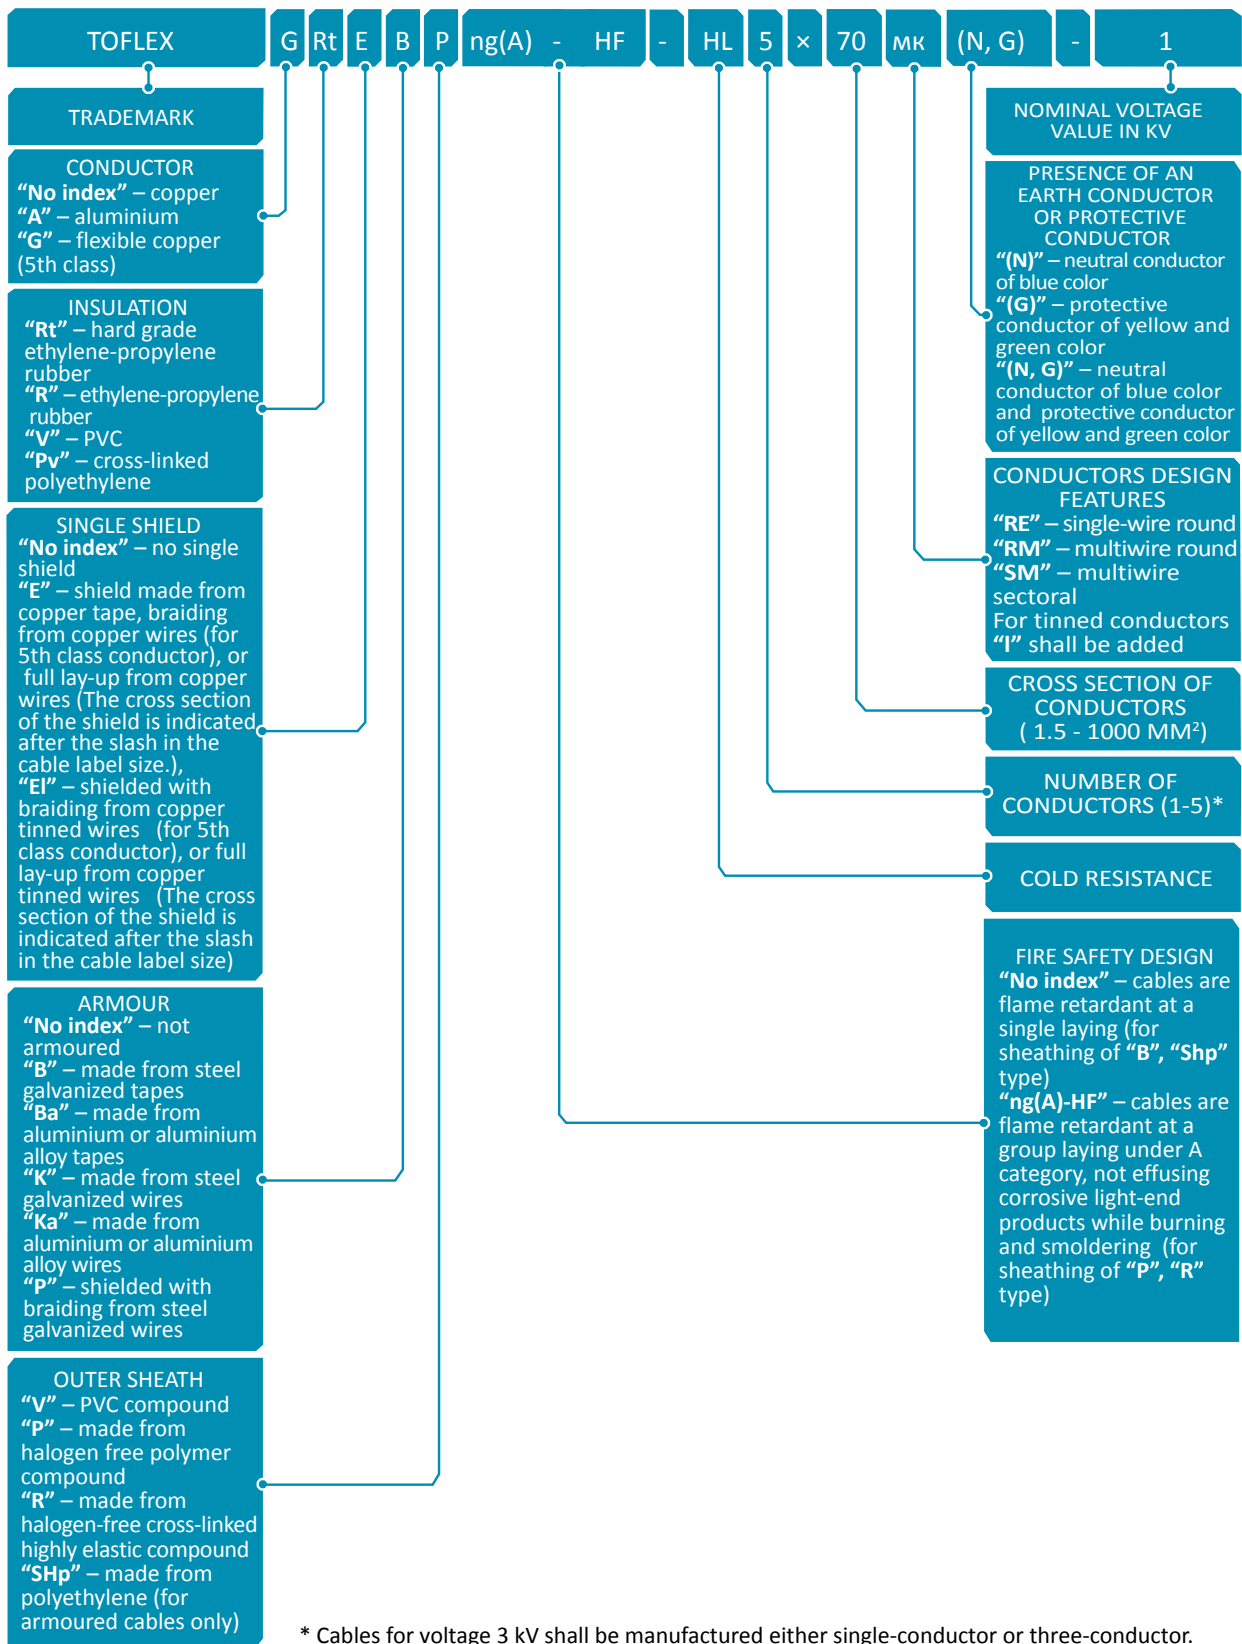 TOFLEX G Rt E B P ng(A) - HF - HL 5 × 70 мк (N, G) - 1
TRADEMARK
CONDUCTOR
“No index” – copper
“A” – aluminium
“G” – flexible copper
(5th class)
INSULATION
“Rt” – hard grade
ethylene-propylene
rubber
“R” – ethylene-propylene
rubber
“V” – PVC
“Pv” – cross-linked
polyethylene
SINGLE SHIELD
“No index” – no single
shield
“E” – shield made from
copper tape, braiding
from copper wires (for
5th class conductor), or
full lay-up from copper
wires (The cross section
of the shield is indicated
after the slash in the
cable label size.),
“El” – shielded with
braiding from copper
tinned wires (for 5th
class conductor), or full
lay-up from copper
tinned wires (The cross
section of the shield is
indicated after the slash
in the cable label size)
ARMOUR
“No index” – not
armoured
“B” – made from steel
galvanized tapes
“Ba” – made from
aluminium or aluminium
alloy tapes
“K” – made from steel
galvanized wires
“Ka” – made from
aluminium or aluminium
alloy wires
“P” – shielded with
braiding from steel
galvanized wires
OUTER SHEATH
“V” – PVC compound
“P” – made from
halogen free polymer
compound
“R” – made from
halogen-free cross-linked
highly elastic compound
“SHp” – made from
polyethylene (for
armoured cables only)
NOMINAL VOLTAGE
VALUE IN KV
PRESENCE OF AN
EARTH CONDUCTOR
OR PROTECTIVE
CONDUCTOR
“(N)” – neutral conductor
of blue color
“(G)” – protective
conductor of yellow and
green color
“(N, G)” – neutral
conductor of blue color
and protective conductor
of yellow and green color
CONDUCTORS DESIGN
FEATURES
“RE” – single-wire round
“RM” – multiwire round
“SM” – multiwire
sectoral
For tinned conductors
“l” shall be added
CROSS SECTION OF
CONDUCTORS
( 1.5 - 1000 MM²)
NUMBER OF
CONDUCTORS (1-5)*
COLD RESISTANCE
FIRE SAFETY DESIGN
“No index” – cables are
flame retardant at a
single laying (for
sheathing of “B”, “Shp”
type)
“ng(A)-HF” – cables are
flame retardant at a
group laying under A
category, not effusing
corrosive light-end
products while burning
and smoldering (for
sheathing of “P”, “R”
type)
* Cables for voltage 3 kV shall be manufactured either single-conductor or three-conductor.